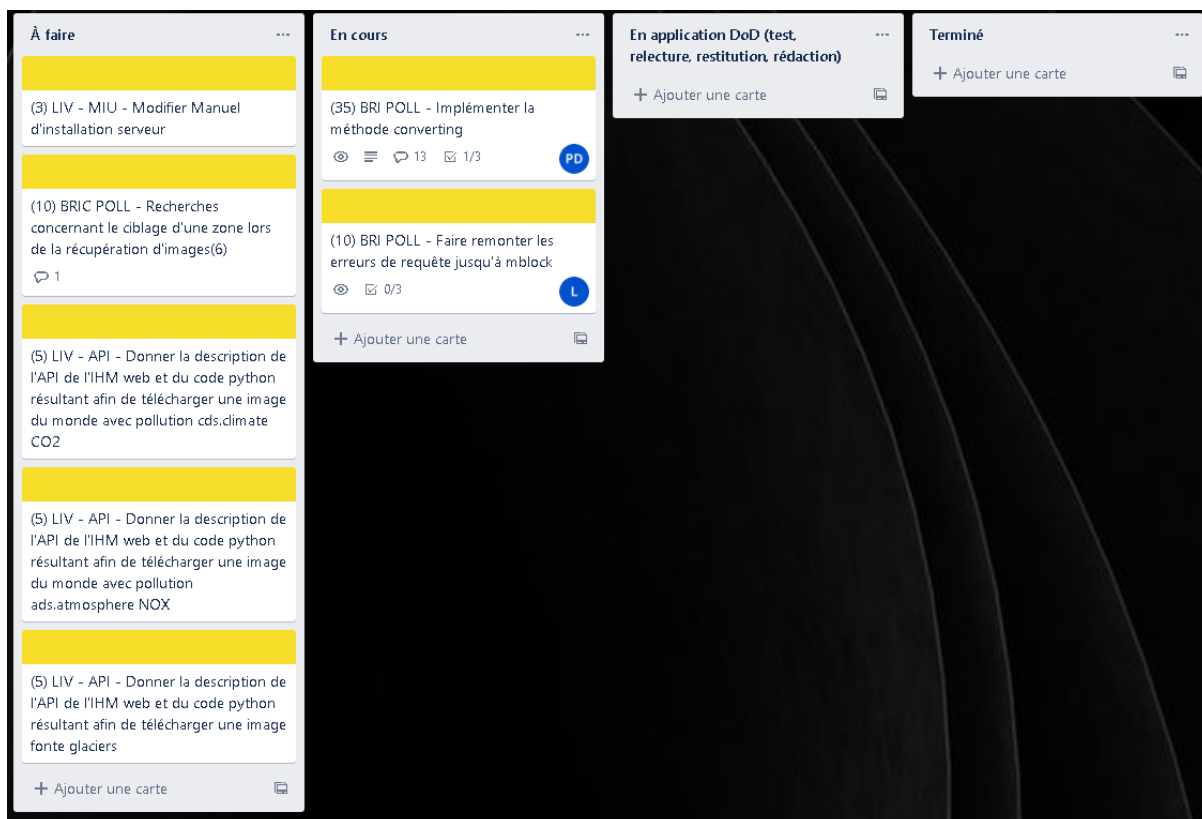 À faire
(3) LIV - MIU - Modifier Manuel
d'installation serveur
(10) BRIC POLL - Recherches
concernant le ciblage d'une zone lors
de la récupération d'images(6)
1
(5) LIV - API - Donner la description de
l'API de l'IHM web et du code python
résultant afin de télécharger une image
du monde avec pollution cds.climate
CO2
(5) LIV - API - Donner la description de
l'API de l'IHM web et du code python
résultant afin de télécharger une image
du monde avec pollution
ads.atmosphere NOX
(5) LIV - API - Donner la description de
l'API de l'IHM web et du code python
résultant afin de télécharger une image
fonte glaciers
+ Ajouter une carte
En cours
(35) BRI POLL - Implémenter la
méthode converting
13 1/3 PD
(10) BRI POLL - Faire remonter les
erreurs de requête jusqu'à mblock
0/3 L
+ Ajouter une carte
En application DoD (test,
relecture, restitution, rédaction)
+ Ajouter une carte
Terminé
+ Ajouter une carte